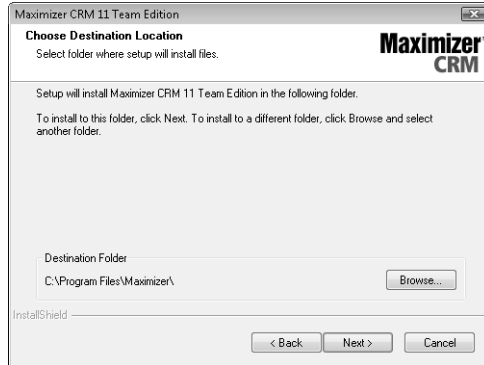 Maximizer CRM 11 Team Edition
Choose Destination Location
Select folder where setup will install files.
Maximizer
CRM
Setup will install Maximizer CRM 11 Team Edition in the following folder.
To install to this folder, click Next. To install to a different folder, click Browse and select
another folder.
Destination Folder
C:\Program Files\Maximizer\
Browse...
InstallShield
< Back
Next >
Cancel